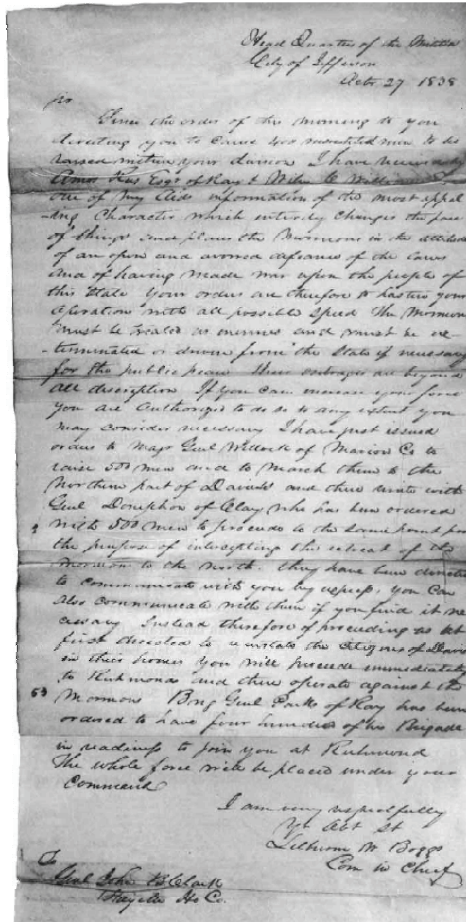 Head Quarters of the Militia
City of Jefferson
Octr 27 1838
Sir
Since the order of the morning to you
directing you to cause 400 mounted men to be
raised within your division I have received by
Amos Rees Esqr of Ray & Wiley C Williams
one of my Aids information of the most appal
-ling Character which entirely changes the face
of things and places the Mormons in the attitude
of an open and avowed defiance of the Laws
and of having made war upon the people of
this State Your orders are therefore to hasten your
operation with all possible speed The Mormons
must be treated as enemies and must be ex-
-terminated or driven from the State if necessary
for the public peace their outrages are beyond
all description If you can increase your force
you are Authorized to do so to any extent you
may consider necessary I have just issued
orders to Majr Genl Willock of Marion Co to
raise 500 men and to march them to the
Northern part of Daviess and there unite with
Genl Doniphon of Clay who has been ordered
with 500 men to proceede to the same point for
the purpose of intercepting the retreat of the
Mormon to the North. they have been directed
to communicate with you by express, you can
also communicate with them if you find it ne
cessary Instead therefore of proceeding as at
first directed to reinstate the Citizens of Daviess
in their homes you will proceede immediately
to Richmond and there operate against the
69
Mormons Brig Genl Parks of Ray has been
ordered to have four hundred of his Brigade
in readiness to join you at Richmond
The whole force will be placed under your
Command
I am very respectfully
Yr obt St
Lilburn W Boggs
Com in Chief
To
Genl John B Clark
Fayette Ho Co.